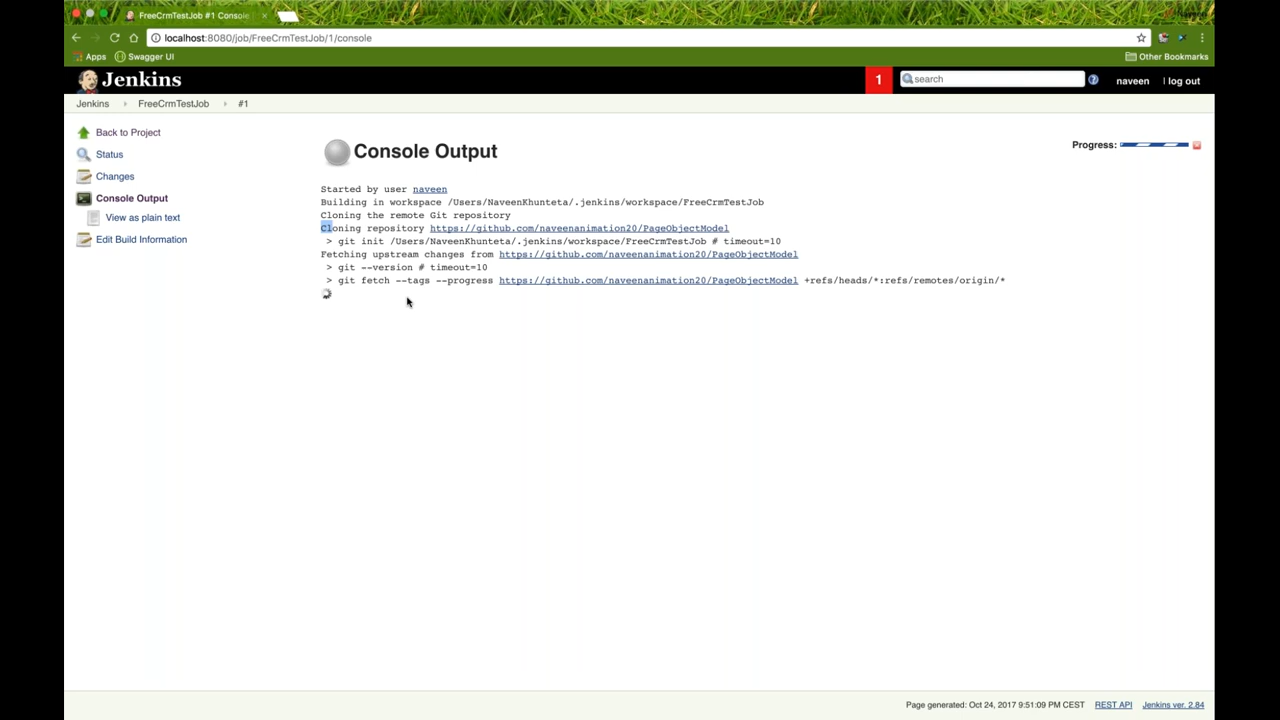 FreeCrmTestJob #1 Console
localhost:8080/job/FreeCrmTestJob/1/console
Apps Swagger UI Other Bookmarks
Jenkins 1 search naveen | log out
Jenkins FreeCrmTestJob #1
Back to Project
Status
Changes
Console Output
View as plain text
Edit Build Information
Console Output
Progress:
Started by user naveen
Building in workspace /Users/NaveenKhunteta/.jenkins/workspace/FreeCrmTestJob
Cloning the remote Git repository
Cloning repository https://github.com/naveenanimation20/PageObjectModel
> git init /Users/NaveenKhunteta/.jenkins/workspace/FreeCrmTestJob # timeout=10
Fetching upstream changes from https://github.com/naveenanimation20/PageObjectModel
> git --version # timeout=10
> git fetch --tags --progress https://github.com/naveenanimation20/PageObjectModel +refs/heads/*:refs/remotes/origin/*
Page generated: Oct 24, 2017 9:51:09 PM CEST REST API Jenkins ver. 2.84